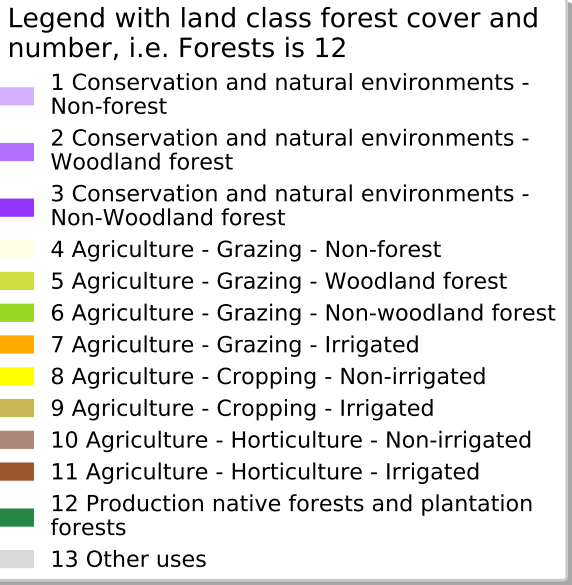 Legend with land class forest cover and
number, i.e. Forests is 12
1 Conservation and natural environments -
Non-forest
2 Conservation and natural environments -
Woodland forest
3 Conservation and natural environments -
Non-Woodland forest
4 Agriculture - Grazing - Non-forest
5 Agriculture - Grazing - Woodland forest
6 Agriculture - Grazing - Non-woodland forest
7 Agriculture - Grazing - Irrigated
8 Agriculture - Cropping - Non-irrigated
9 Agriculture - Cropping - Irrigated
10 Agriculture - Horticulture - Non-irrigated
11 Agriculture - Horticulture - Irrigated
12 Production native forests and plantation
forests
13 Other uses